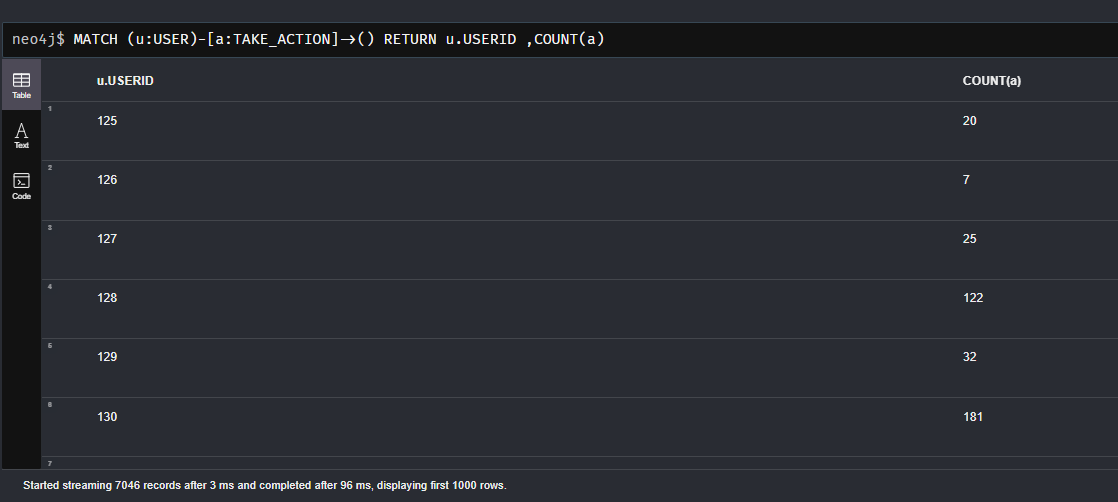 neo4j$ MATCH (u:USER)-[a:TAKE_ACTION]→() RETURN u.USERID ,COUNT(a)
Table
Text
Code
u.USERID COUNT(a)
1
125 20
2
126 7
3
127 25
4
128 122
5
129 32
6
130 181
7
Started streaming 7046 records after 3 ms and completed after 96 ms, displaying first 1000 rows.